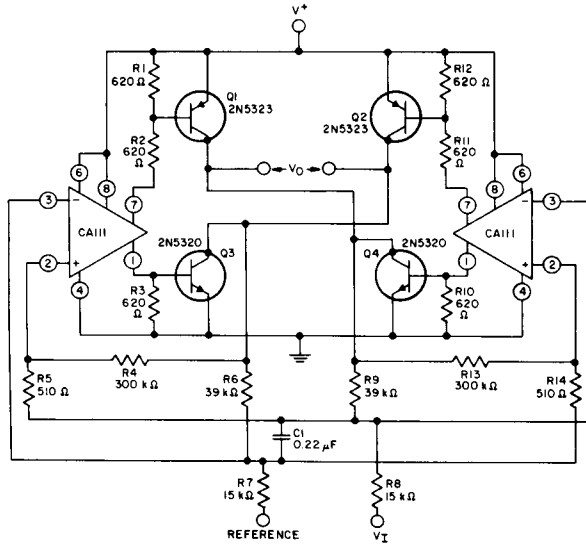 V+
R1
620 Ω
R12
620 Ω
Q1
2N5323
Q2
2N5323
R2
620
Ω
R11
620
Ω
6
8
7
VO
7
8
6
3
-
CA111
CA111
-
3
2
+
1
Q3
2N5320
2N5320
Q4
1
+
2
4
R3
620
Ω
R10
620
Ω
4
R5
510 Ω
R4
300 kΩ
R6
39 kΩ
R9
39 kΩ
R13
300 kΩ
R14
510 Ω
C1
0.22 µF
R7
15 kΩ
R8
15 kΩ
REFERENCE
VI